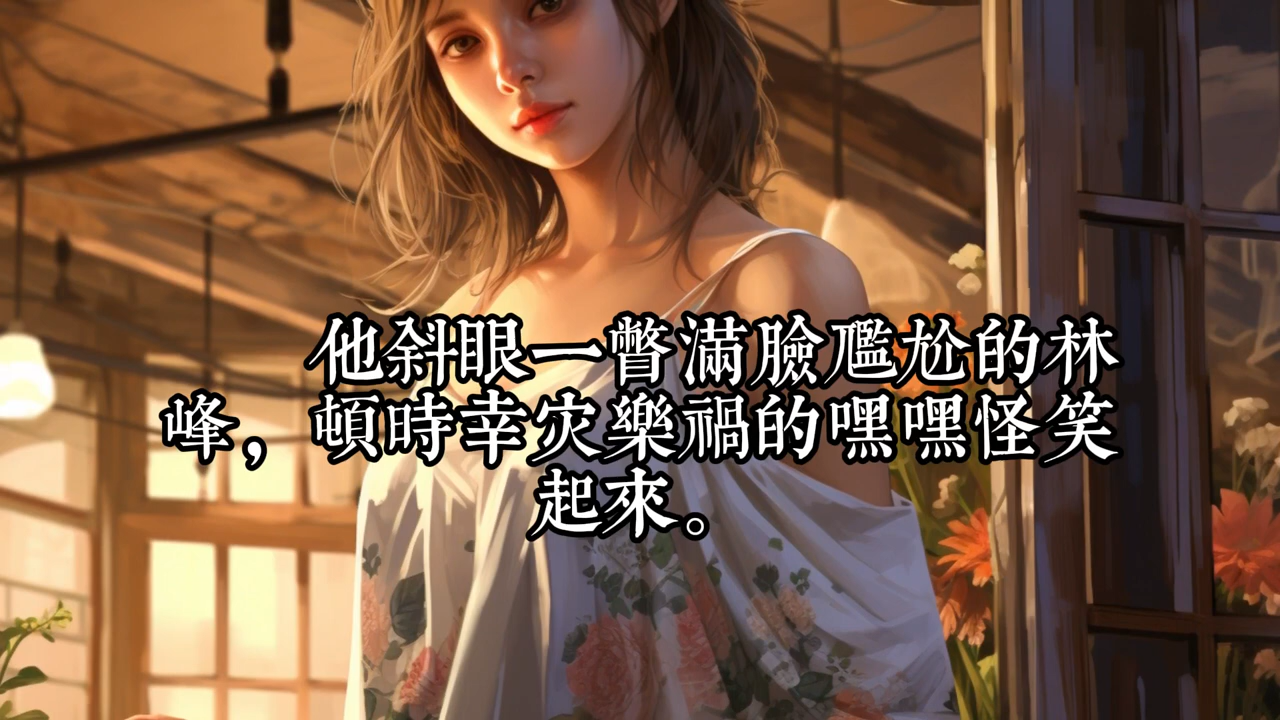 他斜眼一瞥滿臉尷尬的林
峰，頓時幸灾樂禍的嘿嘿怪笑
起來。